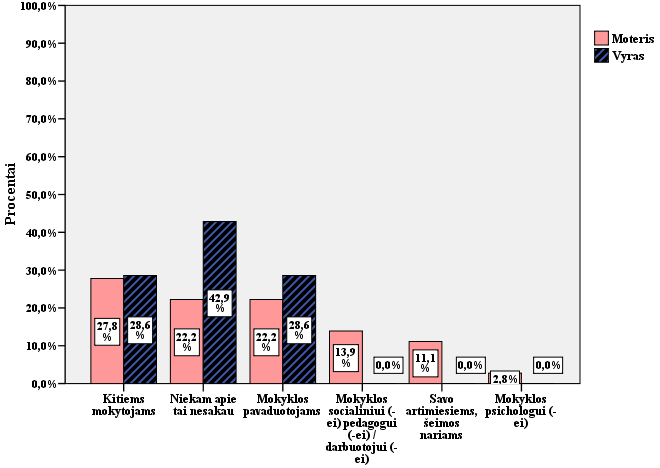 100,0%
90,0%
80,0%
70,0%
60,0%
50,0%
40,0%
30,0%
20,0%
10,0%
0,0%
Procentai
Moteris
Vyras
27,8
%
28,6
%
22,2
%
42,9
%
22,2
%
28,6
%
13,9
%
0,0%
11,1
%
0,0%
2,8%
0,0%
Kitiems
mokytojams
Niekam apie
tai nesakau
Mokyklos
pavaduotojams
Mokyklos
socialiniui (-
ei) pedagogui
(-ei) /
darbuotojui (-
ei)
Savo
artimiesiems,
šeimos
nariams
Mokyklos
psichologui (-
ei)